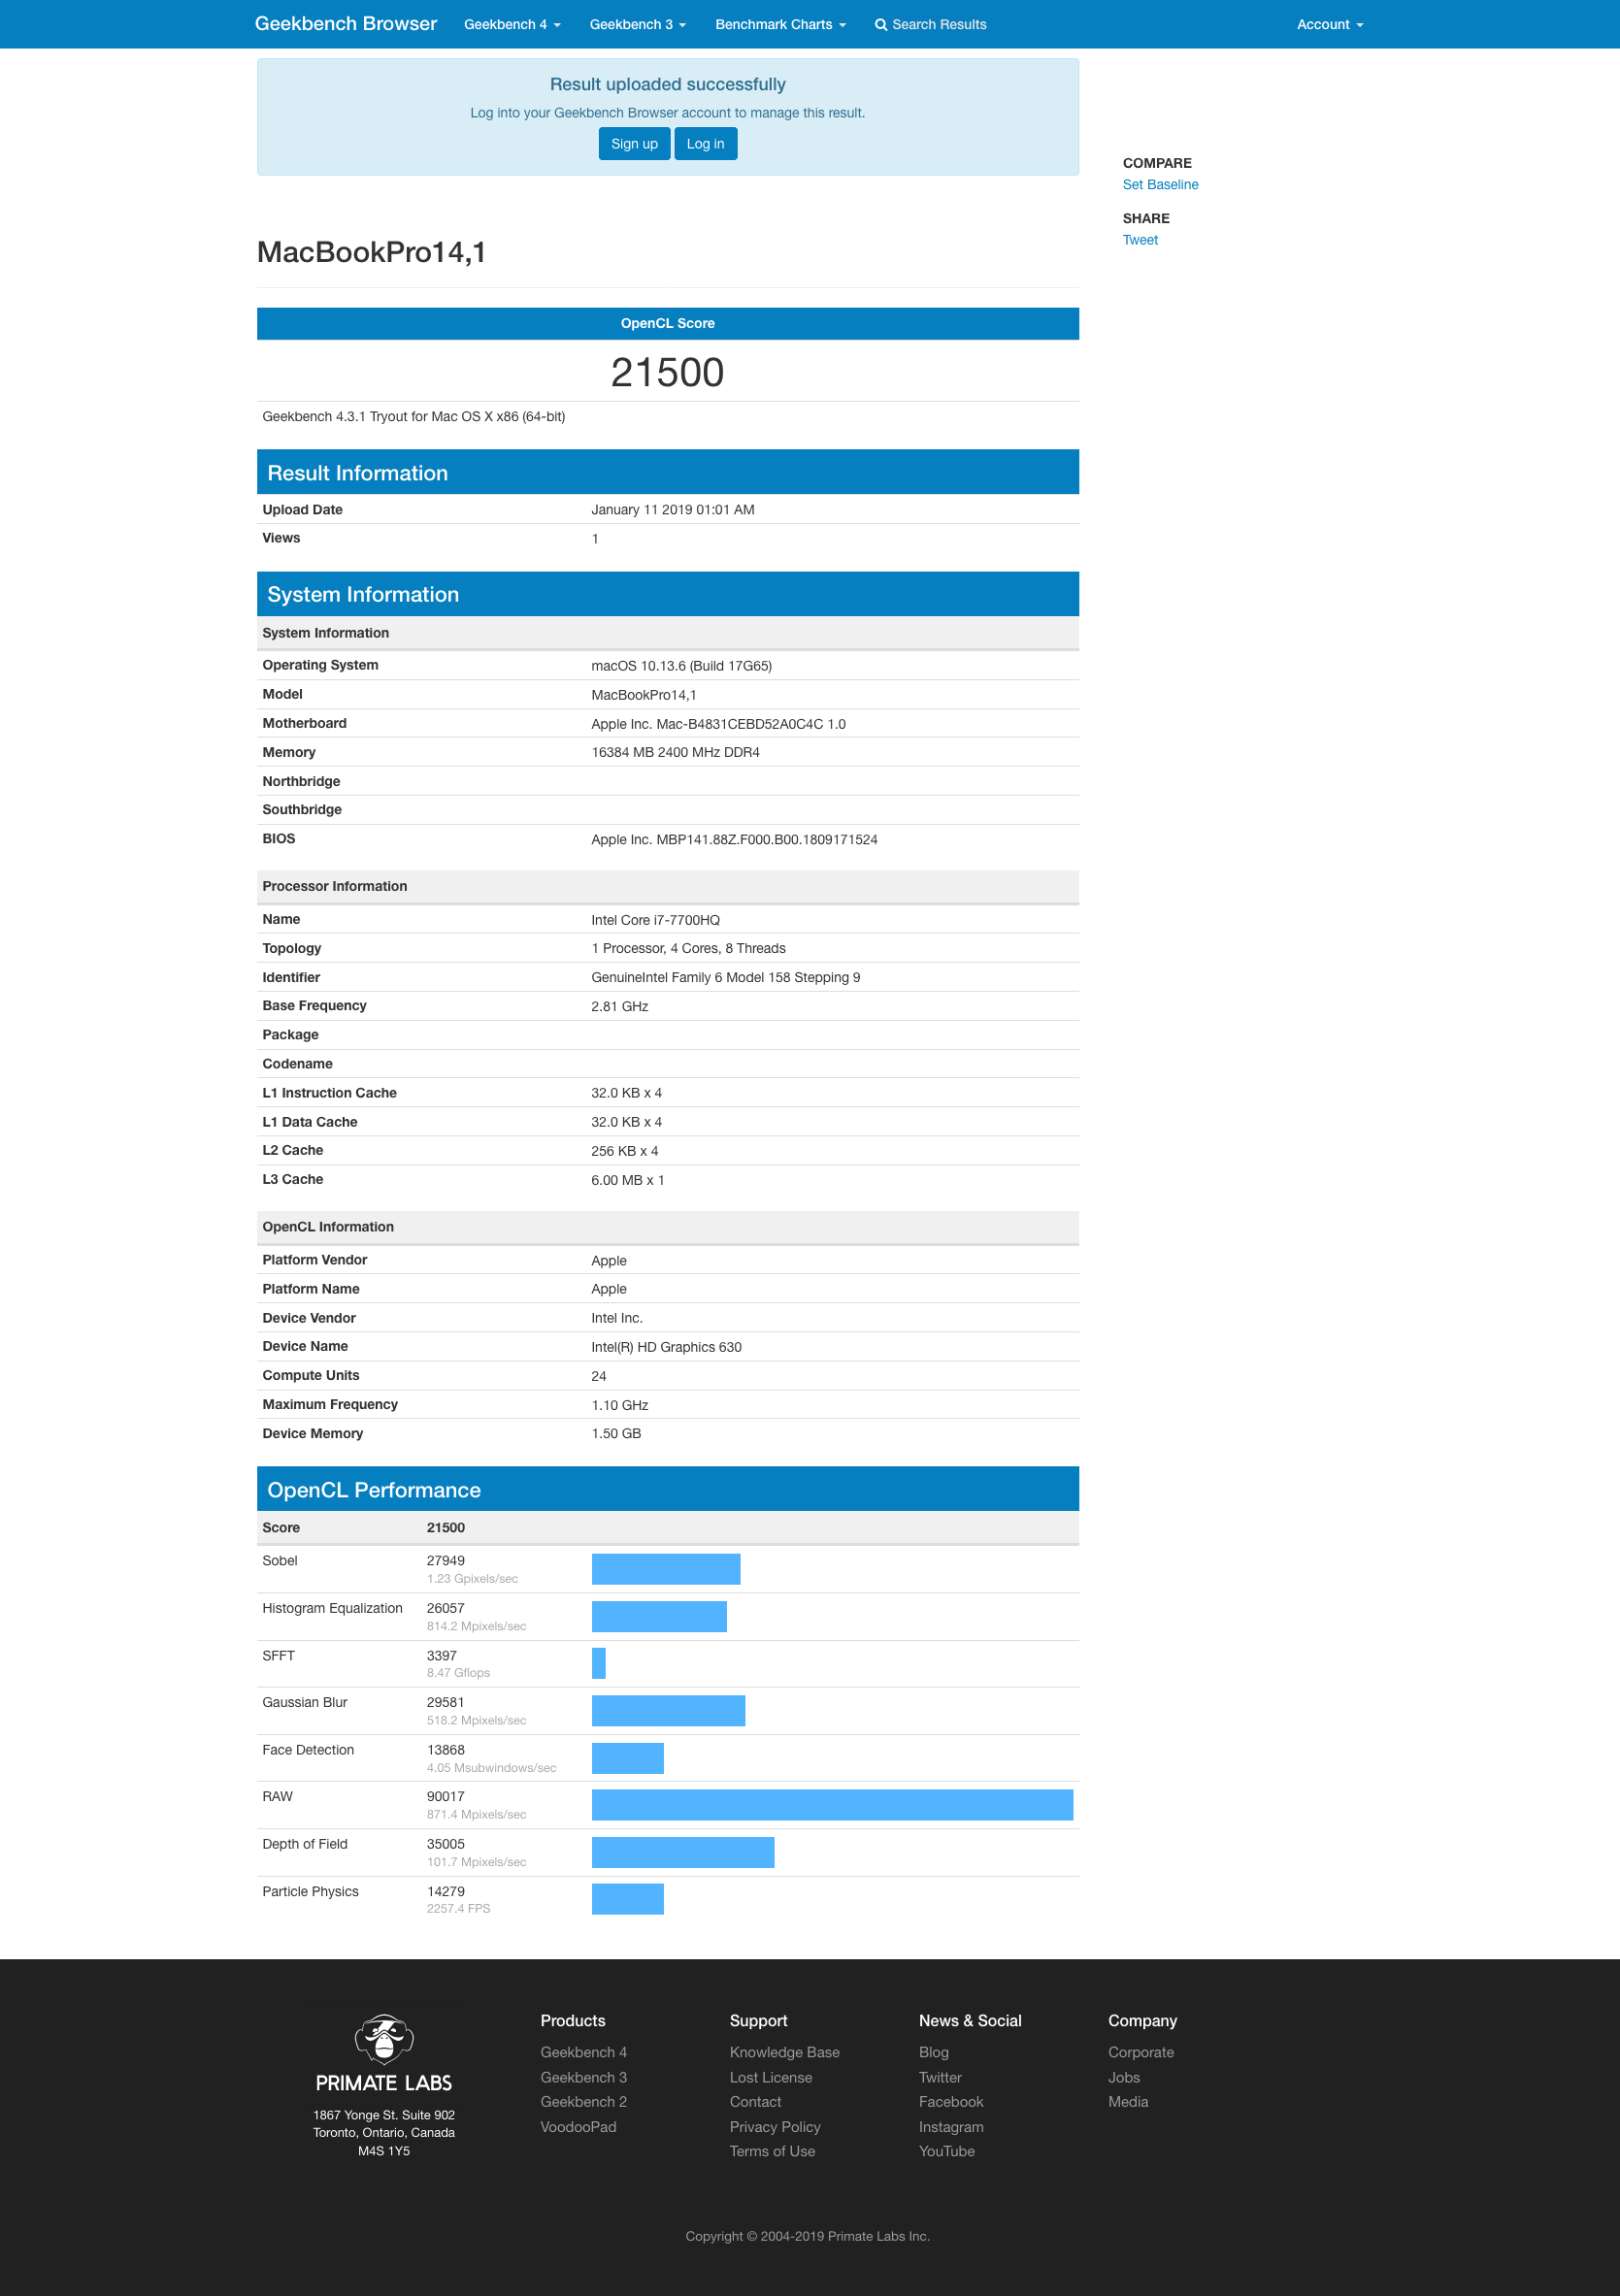 Geekbench Browser Geekbench 4 Geekbench 3 Benchmark Charts Search Results Account
Result uploaded successfully
Log into your Geekbench Browser account to manage this result.
Sign up Log in
COMPARE
Set Baseline
SHARE
Tweet
MacBookPro14,1
OpenCL Score
21500
Geekbench 4.3.1 Tryout for Mac OS X x86 (64-bit)
Result Information
Upload Date January 11 2019 01:01 AM
Views 1
System Information
System Information
Operating System macOS 10.13.6 (Build 17G65)
Model MacBookPro14,1
Motherboard Apple Inc. Mac-B4831CEBD52A0C4C 1.0
Memory 16384 MB 2400 MHz DDR4
Northbridge
Southbridge
BIOS Apple Inc. MBP141.88Z.F000.B00.1809171524
Processor Information
Name Intel Core i7-7700HQ
Topology 1 Processor, 4 Cores, 8 Threads
Identifier GenuineIntel Family 6 Model 158 Stepping 9
Base Frequency 2.81 GHz
Package
Codename
L1 Instruction Cache 32.0 KB x 4
L1 Data Cache 32.0 KB x 4
L2 Cache 256 KB x 4
L3 Cache 6.00 MB x 1
OpenCL Information
Platform Vendor Apple
Platform Name Apple
Device Vendor Intel Inc.
Device Name Intel(R) HD Graphics 630
Compute Units 24
Maximum Frequency 1.10 GHz
Device Memory 1.50 GB
OpenCL Performance
Score 21500
Sobel 27949
1.23 Gpixels/sec
Histogram Equalization 26057
814.2 Mpixels/sec
SFFT 3397
8.47 Gflops
Gaussian Blur 29581
518.2 Mpixels/sec
Face Detection 13868
4.05 Msubwindows/sec
RAW 90017
871.4 Mpixels/sec
Depth of Field 35005
101.7 Mpixels/sec
Particle Physics 14279
2257.4 FPS
PRIMATE LABS
1867 Yonge St. Suite 902
Toronto, Ontario, Canada
M4S 1Y5
Products
Geekbench 4
Geekbench 3
Geekbench 2
VoodooPad
Support
Knowledge Base
Lost License
Contact
Privacy Policy
Terms of Use
News & Social
Blog
Twitter
Facebook
Instagram
YouTube
Company
Corporate
Jobs
Media
Copyright © 2004-2019 Primate Labs Inc.